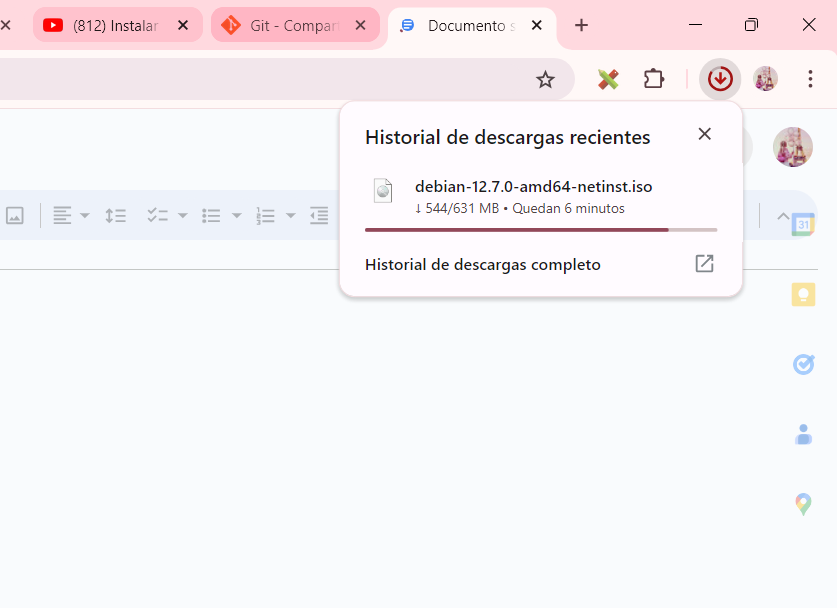 (812) Instalar
Git - Compart
Documento s
Historial de descargas recientes
debian-12.7.0-amd64-netinst.iso
↓ 544/631 MB • Quedan 6 minutos
31
Historial de descargas completo